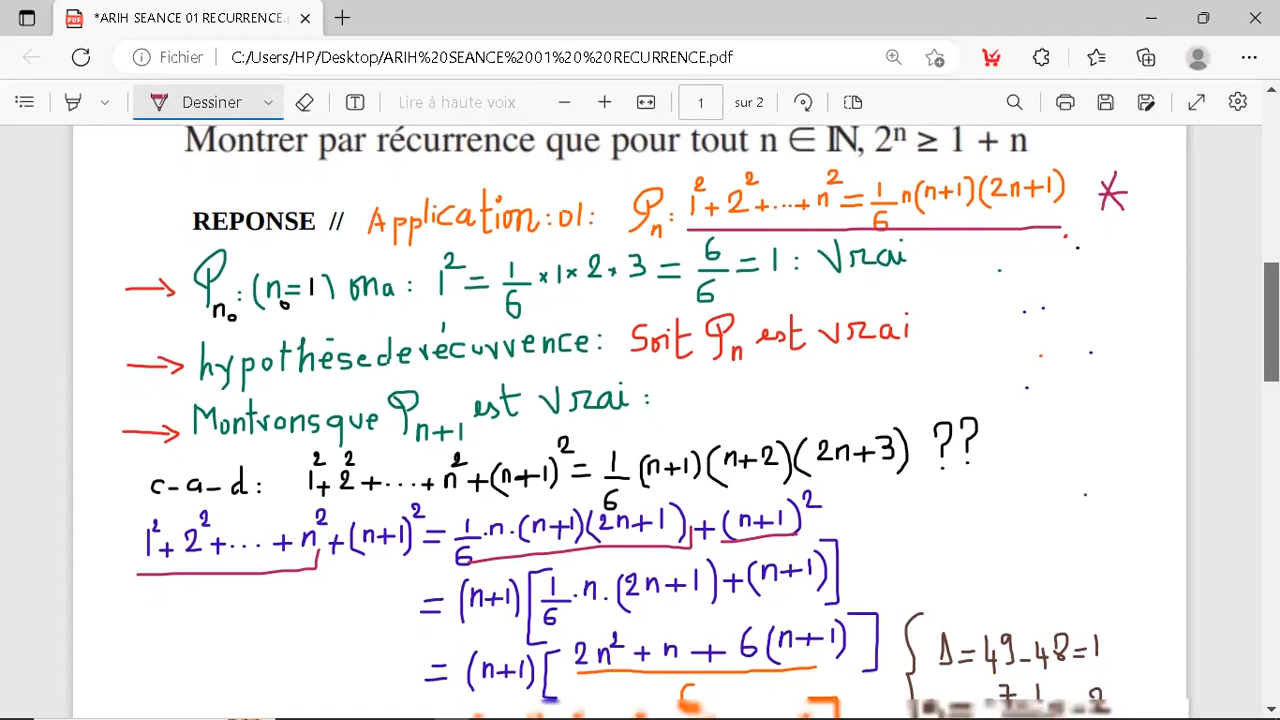 *ARIH SEANCE 01 RECURRENCE.
Fichier C:/Users/HP/Desktop/ARIH%20SEANCE%2001%20%20RECURRENCE.pdf
Dessiner Lire à haute voix 1 sur 2
Montrer par récurrence que pour tout n ∈ ℕ, 2ⁿ ≥ 1 + n
REPONSE // Application:01: Pₙ: 1²+2²+...+n²=1/6 n(n+1)(2n+1) *
→ Pₙ₀: (n₀=1) ona: 1²=1/6×1×2×3=6/6=1: Vrai
→ hypothése de récurrence: Soit Pₙ est vrai
→ Montrons que Pₙ₊₁ est vrai:
c-a-d: 1²+2²+...+n²+(n+1)²=1/6(n+1)(n+2)(2n+3) ??
1²+2²+...+n²+(n+1)²=1/6.n.(n+1)(2n+1)+(n+1)²
=(n+1)[1/6.n.(2n+1)+(n+1)]
=(n+1)[(2n²+n+6(n+1))/6] { Δ=49-48=1